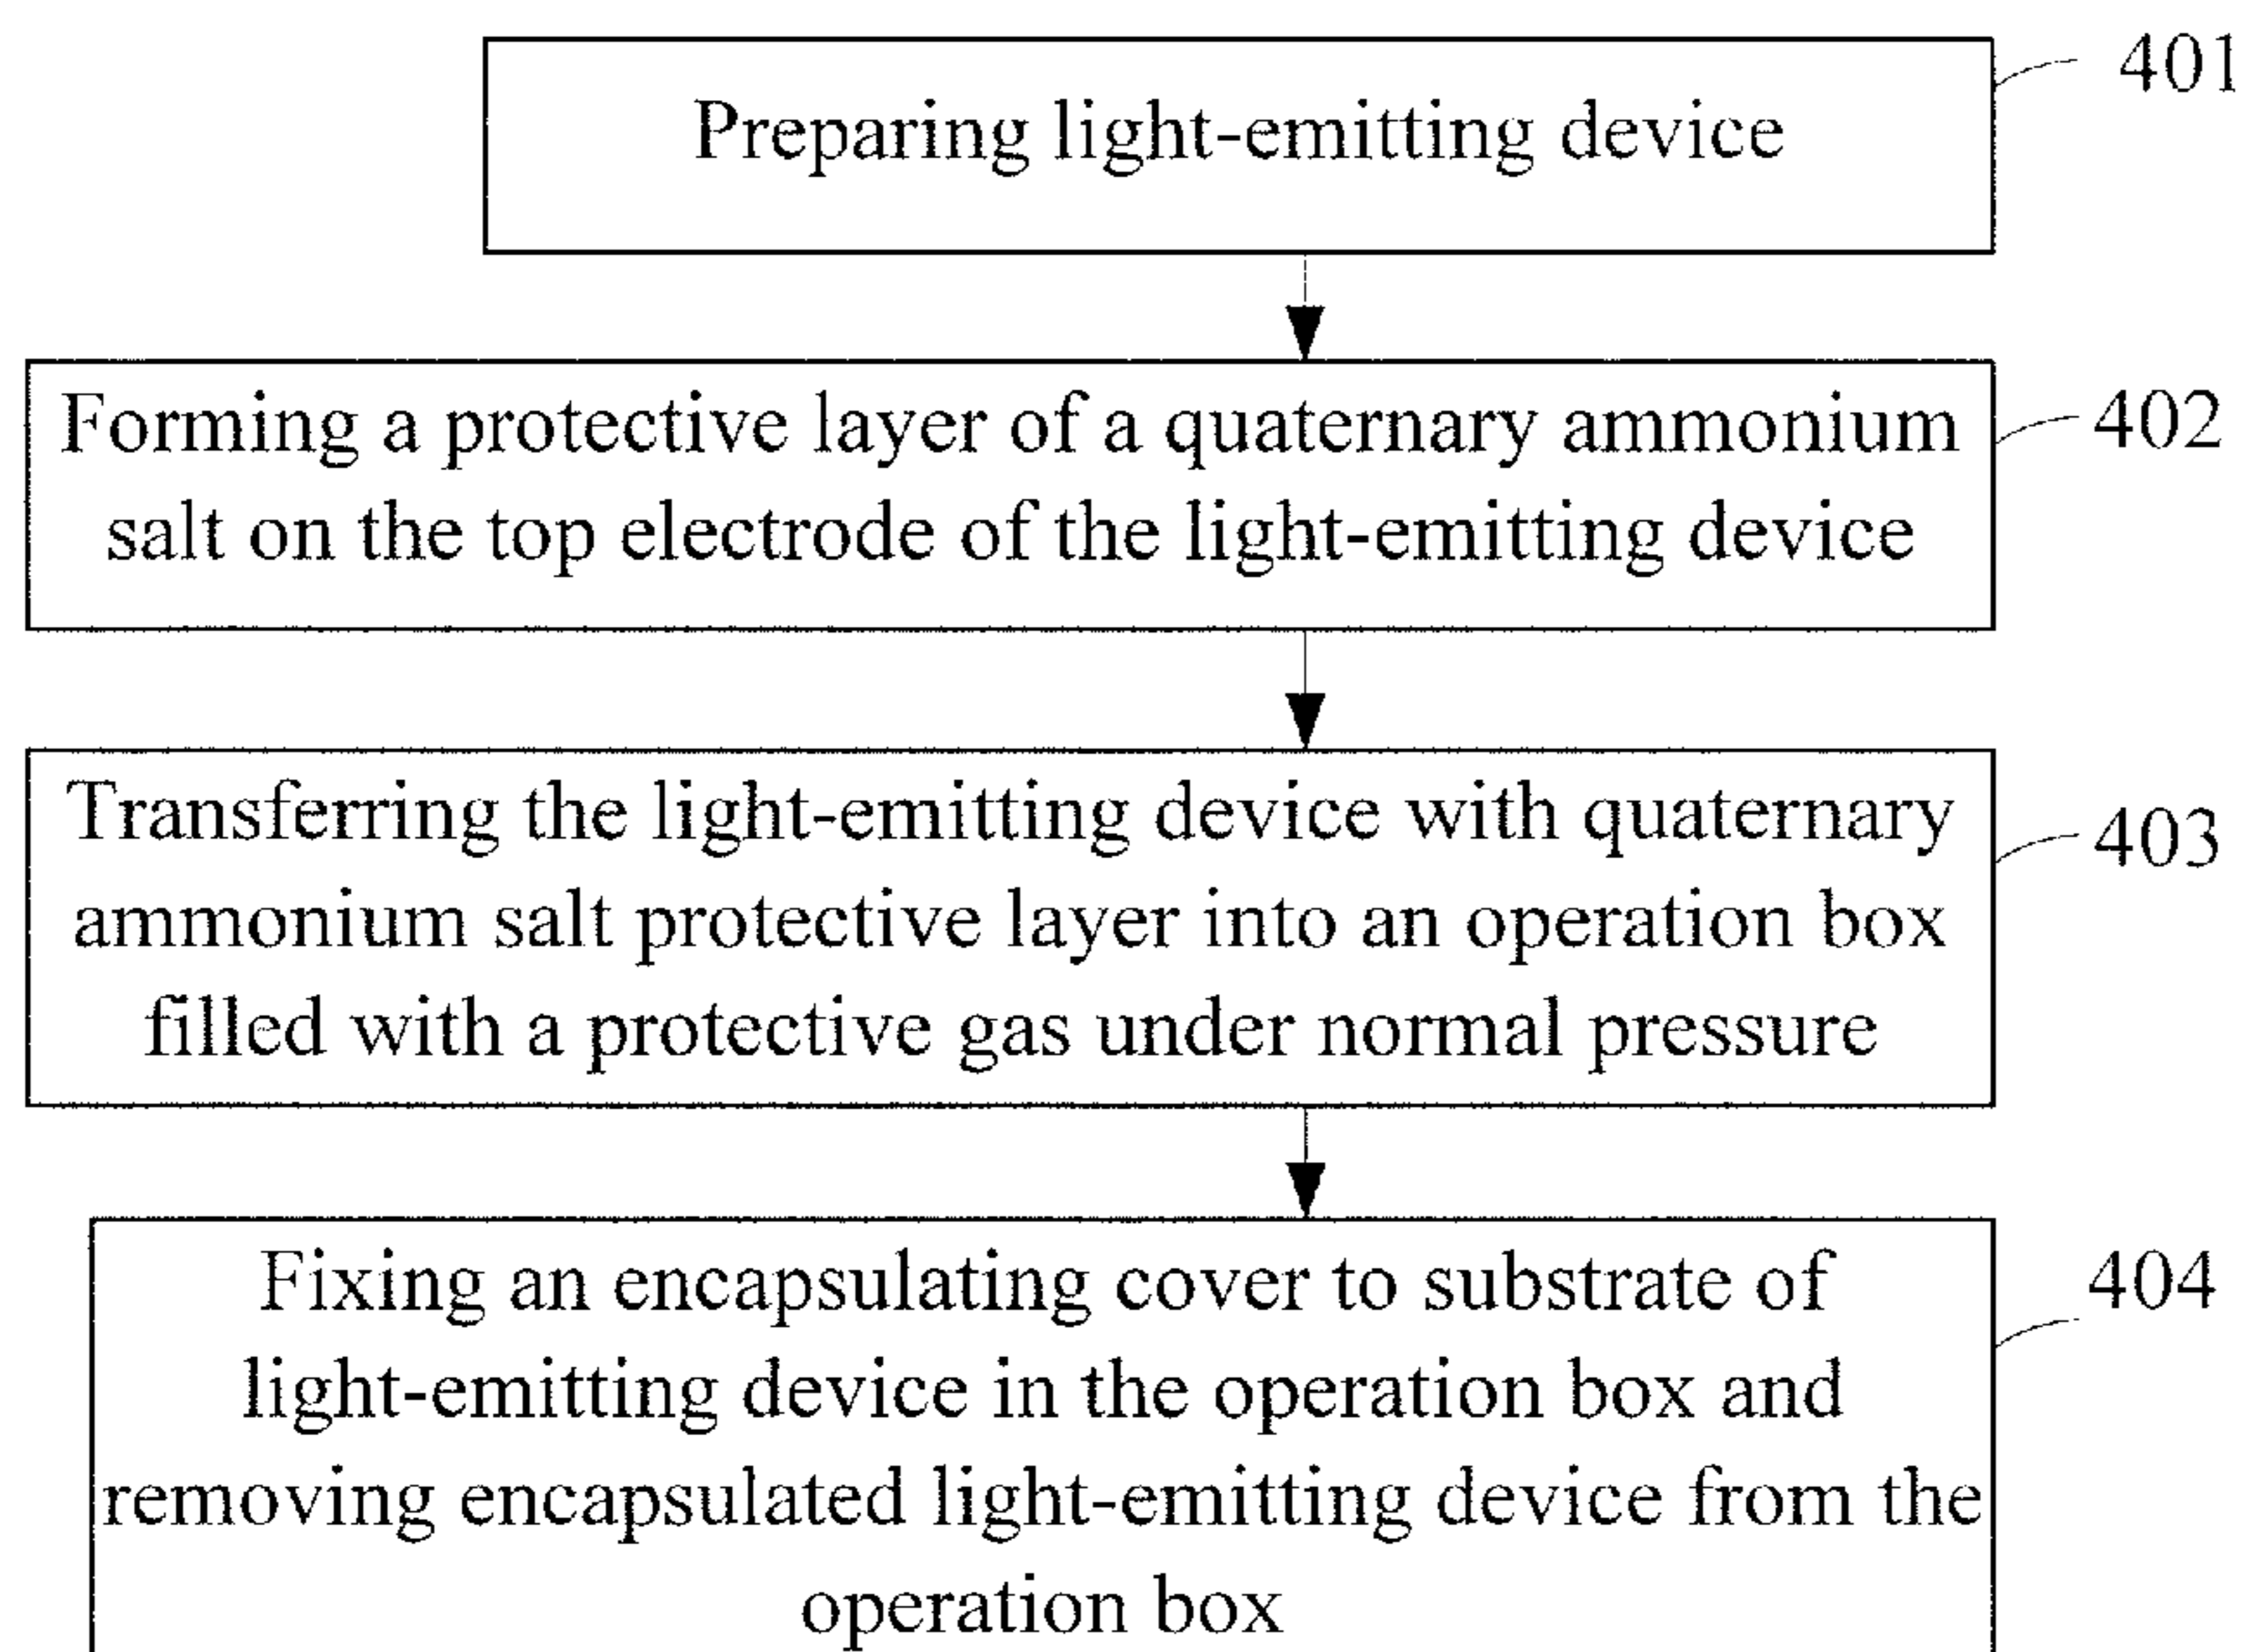 401
Preparing light-emitting device
Forming a protective layer of a quaternary ammonium
402
salt on the top electrode of the light-emitting device
Transferring the light-emitting device with quaternary
403
ammonium salt protective layer into an operation box
filled with a protective gas under normal pressure
Fixing an encapsulating cover to substrate of
404
light-emitting device in the operation box and
removing encapsulated light-emitting device from the
operation box